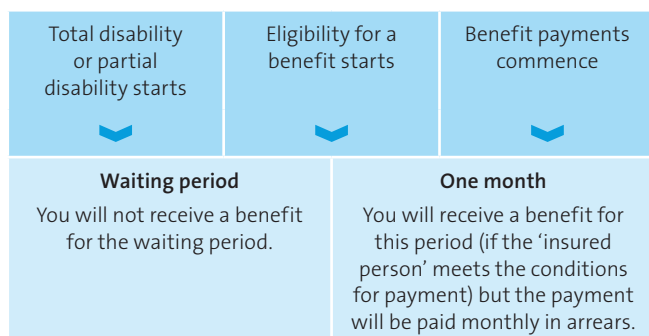 Total disability
or partial
disability starts
Eligibility for a
benefit starts
Benefit payments
commence
Waiting period
You will not receive a benefit
for the waiting period.
One month
You will receive a benefit for
this period (if the ‘insured
person’ meets the conditions
for payment) but the payment
will be paid monthly in arrears.